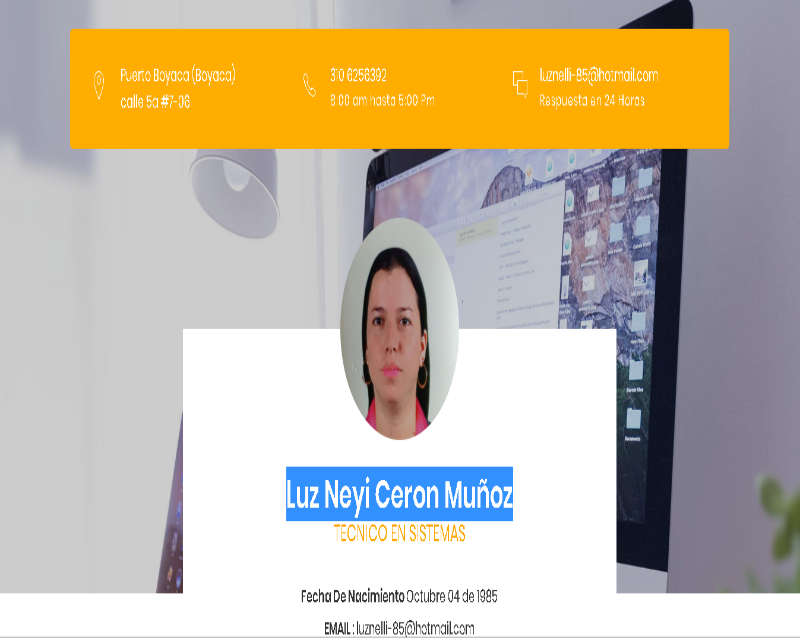 Puerto Boyaca (Boyaca)
calle 5a #7-06
310 6256392
8:00 am hasta 5:00 Pm
luznelli-85@hotmail.com
Respuesta en 24 Horas
Luz Neyi Ceron Muñoz
TECNICO EN SISTEMAS
Fecha De Nacimiento Octubre 04 de 1985
EMAIL : luznelli-85@hotmail.com